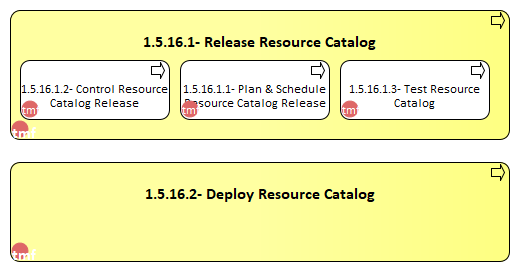 1.5.16.1- Release Resource Catalog
1.5.16.1.2- Control Resource
Catalog Release
tmf
1.5.16.1.1- Plan & Schedule
Resource Catalog Release
tmf
1.5.16.1.3- Test Resource
Catalog
tmf
tmf
1.5.16.2- Deploy Resource Catalog
tmf